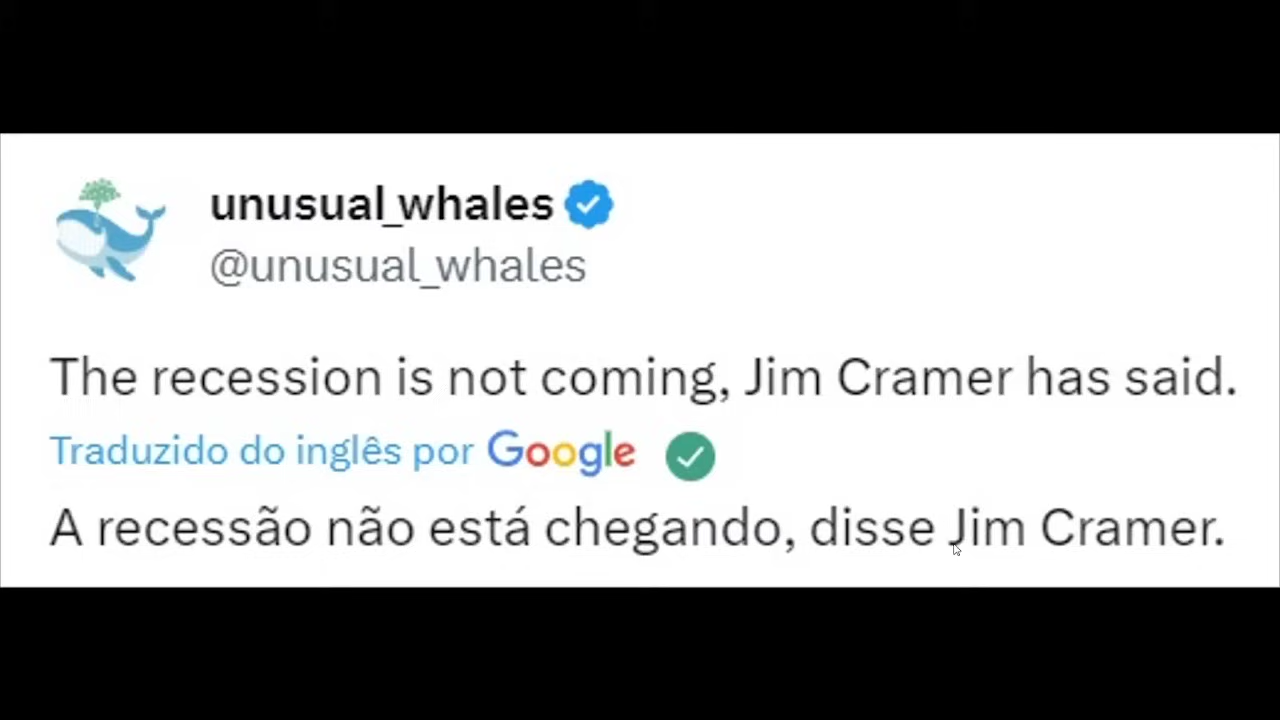 unusual_whales
@unusual_whales
The recession is not coming, Jim Cramer has said.
Traduzido do inglês por Google
A recessão não está chegando, disse Jim Cramer.